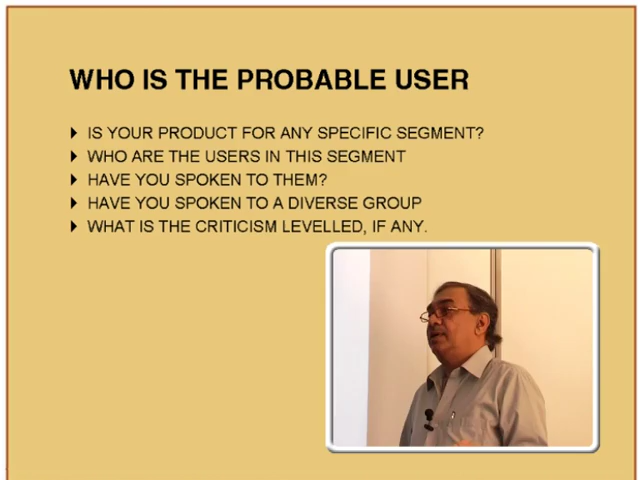 WHO IS THE PROBABLE USER
IS YOUR PRODUCT FOR ANY SPECIFIC SEGMENT?
WHO ARE THE USERS IN THIS SEGMENT
HAVE YOU SPOKEN TO THEM?
HAVE YOU SPOKEN TO A DIVERSE GROUP
WHAT IS THE CRITICISM LEVELLED, IF ANY.